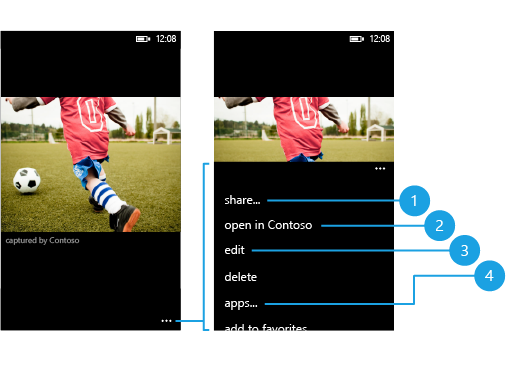 12:08
captured by Contoso
...
12:08
...
share...
open in Contoso
edit
delete
apps...
add to favorites
1
2
3
4